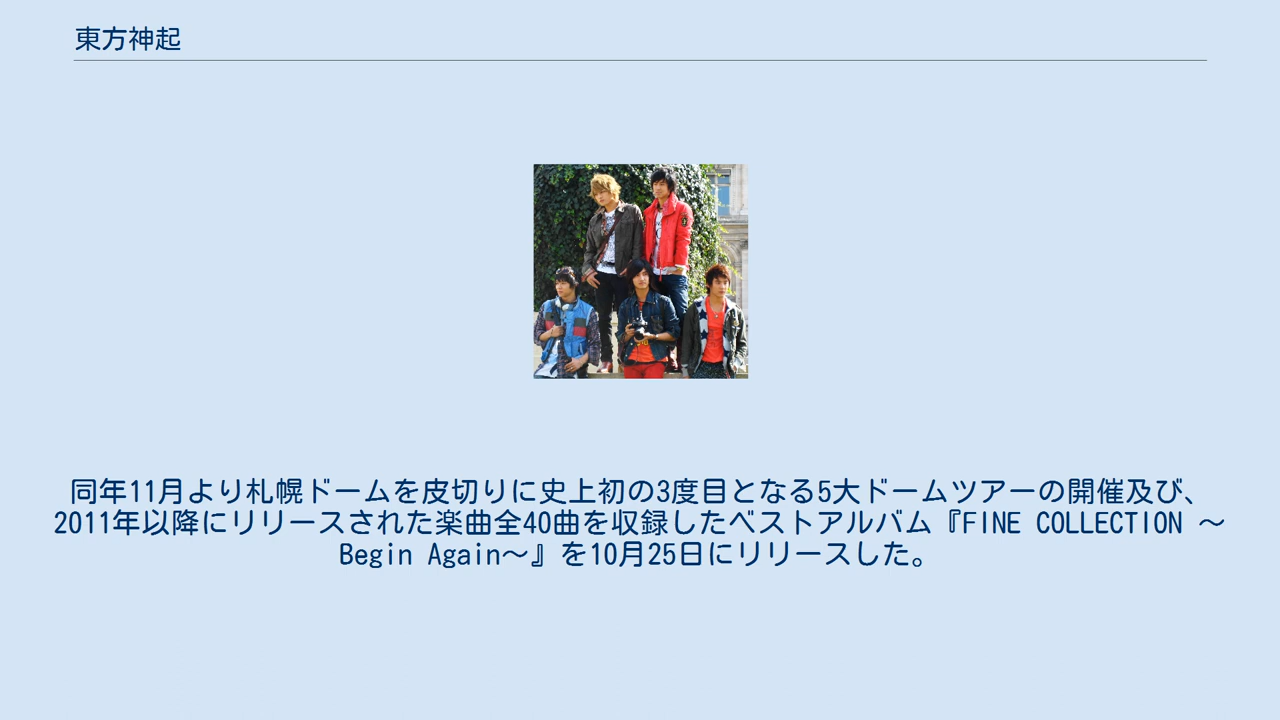 東方神起
同年11月より札幌ドームを皮切りに史上初の3度目となる5大ドームツアーの開催及び、
2011年以降にリリースされた楽曲全40曲を収録したベストアルバム『FINE COLLECTION ～
Begin Again～』を10月25日にリリースした。